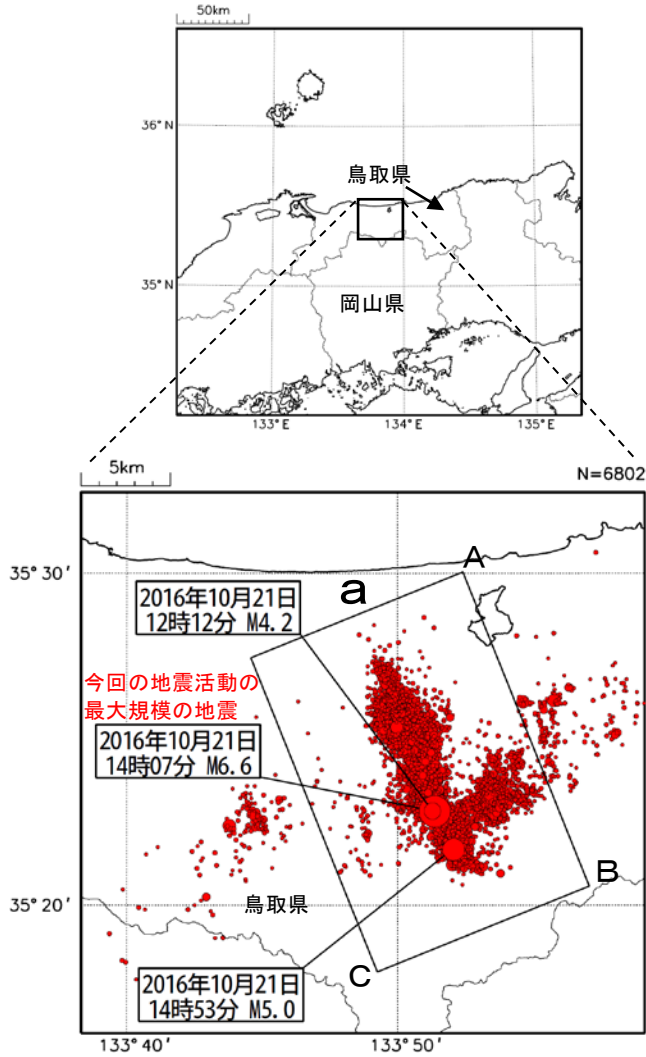 50km
36°N
鳥取県
35°N
岡山県
133°E
134°E
135°E
5km
N=6802
35°30′
A
a
2016年10月21日
12時12分 M4.2
今回の地震活動の
最大規模の地震
2016年10月21日
14時07分 M6.6
B
35°20′
鳥取県
C
2016年10月21日
14時53分 M5.0
133°40′
133°50′